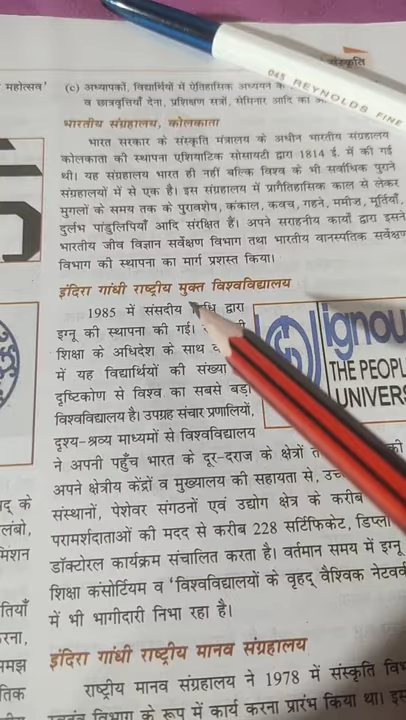 संस्कृति
045 REYNOLDS FINE
महोत्सव'
(c) अध्यापकों, विद्यार्थियों में ऐतिहासिक अध्ययन के
व छात्रवृत्तियाँ देना, प्रशिक्षण सत्रों, सेमिनार आदि का
भारतीय संग्रहालय, कोलकाता
भारत सरकार के संस्कृति मंत्रालय के अधीन भारतीय संग्रहालय
कोलकाता की स्थापना एशियाटिक सोसायटी द्वारा 1814 ई. में की गई
थी। यह संग्रहालय भारत ही नहीं बल्कि विश्व के भी सर्वाधिक पुराने
संग्रहालयों में से एक है। इस संग्रहालय में प्रागैतिहासिक काल से लेकर
मुगलों के समय तक के पुरावशेष, कंकाल, कवच, गहने, ममीज, मूर्तियाँ,
दुर्लभ पांडुलिपियाँ आदि संरक्षित हैं। अपने सराहनीय कार्यों द्वारा इसने
भारतीय जीव विज्ञान सर्वेक्षण विभाग तथा भारतीय वानस्पतिक सर्वेक्षण
विभाग की स्थापना का मार्ग प्रशस्त किया।
इंदिरा गांधी राष्ट्रीय मुक्त विश्वविद्यालय
1985 में संसदीय द्वारा
इग्नू की स्थापना की गई।
शिक्षा के अधिदेश के साथ
में यह विद्यार्थियों की संख्या
दृष्टिकोण से विश्व का सबसे बड़ा
विश्वविद्यालय है। उपग्रह संचार प्रणालियों,
दृश्य-श्रव्य माध्यमों से विश्वविद्यालय
ignou
THE PEOPL
UNIVERS
ने अपनी पहुँच भारत के दूर-दराज के क्षेत्रों की
अपने क्षेत्रीय केंद्रों व मुख्यालय की सहायता से,
संस्थानों, पेशेवर संगठनों एवं उद्योग क्षेत्र के करीब
परामर्शदाताओं की मदद से करीब 228 सर्टिफिकेट,
डॉक्टोरल कार्यक्रम संचालित करता है। वर्तमान समय में इग्नू
शिक्षा कंसोर्टियम व 'विश्वविद्यालयों के वृहद् वैश्विक
में भी भागीदारी निभा रहा है।
इंदिरा गांधी राष्ट्रीय मानव संग्रहालय
राष्ट्रीय मानव संग्रहालय ने 1978 में संस्कृति
विभाग के रूप में कार्य करना प्रारंभ किया था।